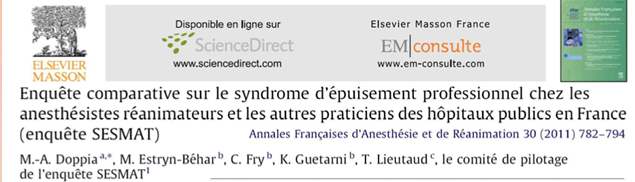 Disponible en ligne sur
ScienceDirect
www.sciencedirect.com
Elsevier Masson France
EM|consulte
www.em-consulte.com
ELSEVIER
MASSON
Enquête comparative sur le syndrome d'épuisement professionnel chez les
anesthésistes réanimateurs et les autres praticiens des hôpitaux publics en France
(enquête SESMAT) Annales Françaises d'Anesthésie et de Réanimation 30 (2011) 782–794
M.-A. Doppia a,*, M. Estryn-Béhar b, C. Fry b, K. Guetarni b, T. Lieutaud c, le comité de pilotage
de l'enquête SESMAT1